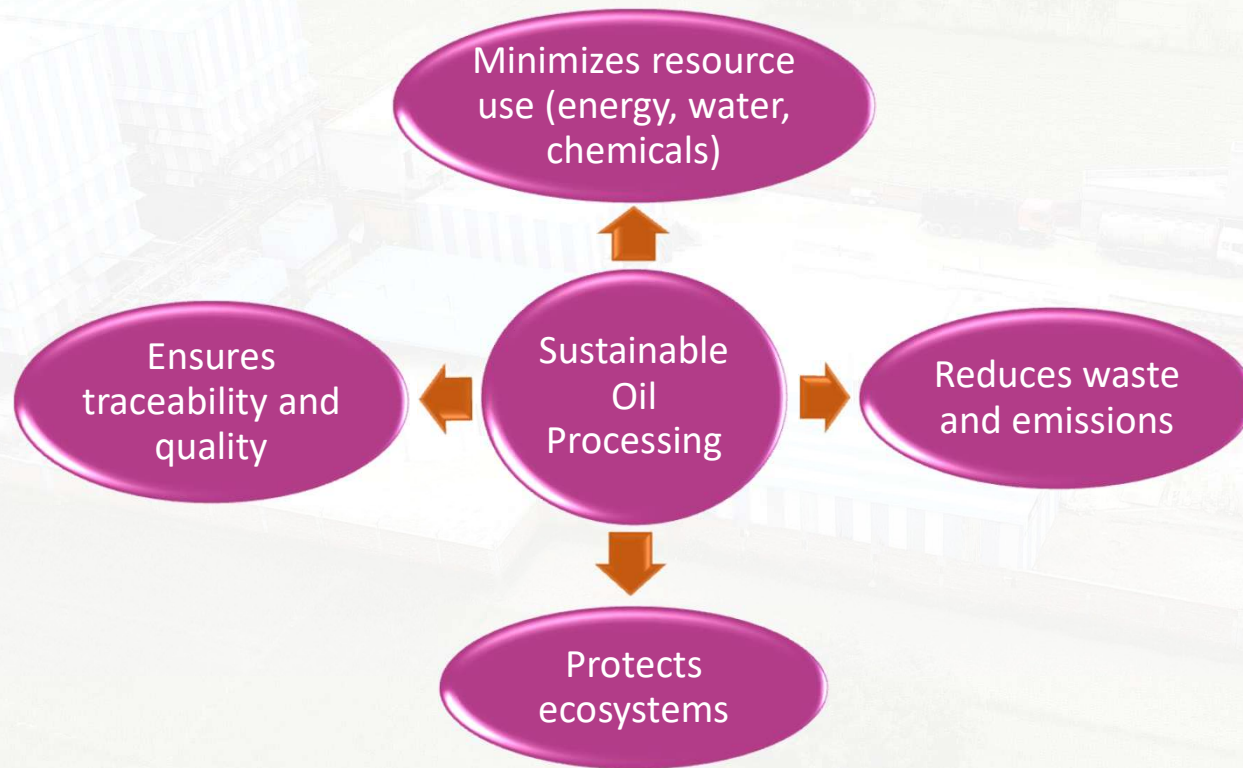 Minimizes resource
use (energy, water,
chemicals)
Ensures
traceability and
quality
Sustainable
Oil
Processing
Reduces waste
and emissions
Protects
ecosystems